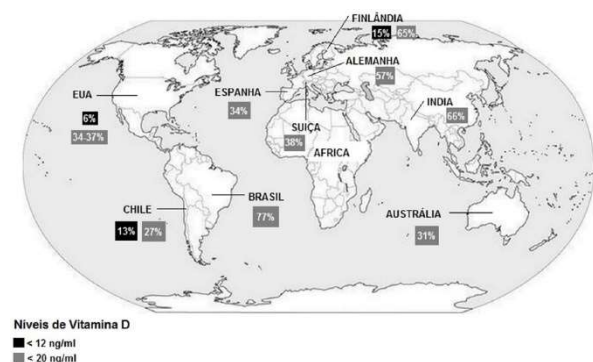 FINLÂNDIA
15% 65%
ALEMANHA
57%
EUA
6%
34-37%
ESPANHA
34%
INDIA
66%
SUIÇA
38%
AFRICA
BRASIL
77%
CHILE
13% 27%
AUSTRÁLIA
31%
Níveis de Vitamina D
< 12 ng/ml
< 20 ng/ml